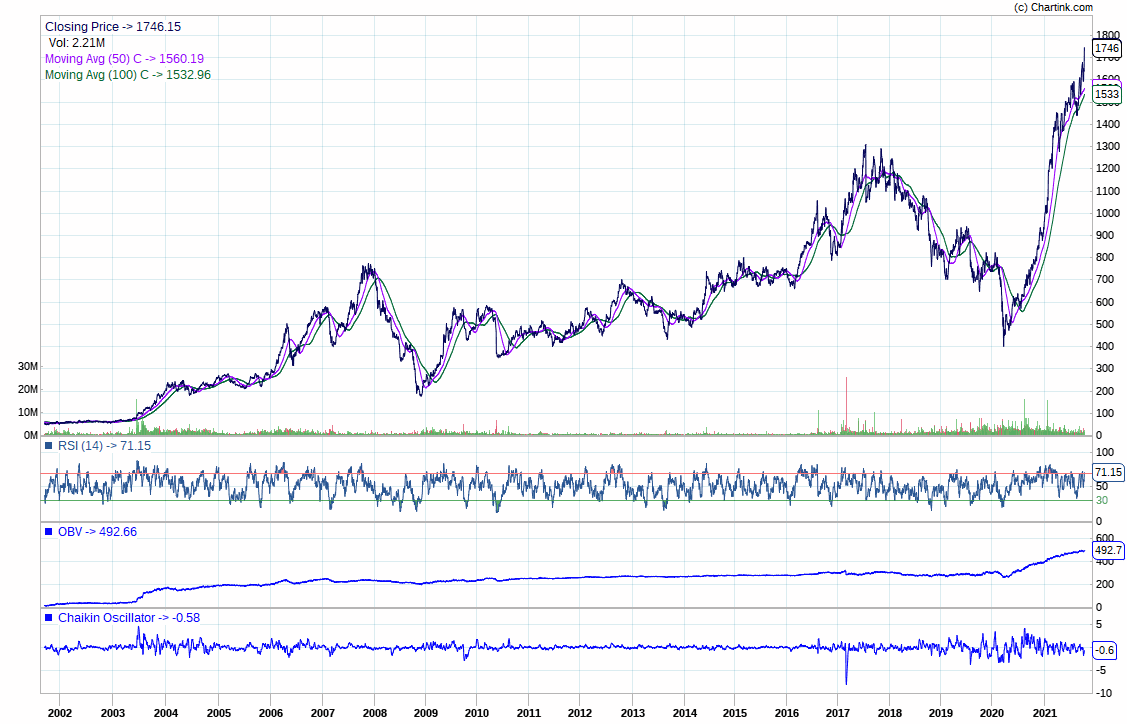 (c) Chartink.com
Closing Price -> 1746.15
Vol: 2.21M
Moving Avg (50) C -> 1560.19
Moving Avg (100) C -> 1532.96
1800
1746
1533
1400
1300
1200
1100
1000
900
800
700
600
500
400
300
200
100
0
30M
20M
10M
0M
RSI (14) -> 71.15
100
71.15
50
30
0
OBV -> 492.66
600
492.7
400
200
0
Chaikin Oscillator -> -0.58
5
-0.6
-5
-10
2002 2003 2004 2005 2006 2007 2008 2009 2010 2011 2012 2013 2014 2015 2016 2017 2018 2019 2020 2021